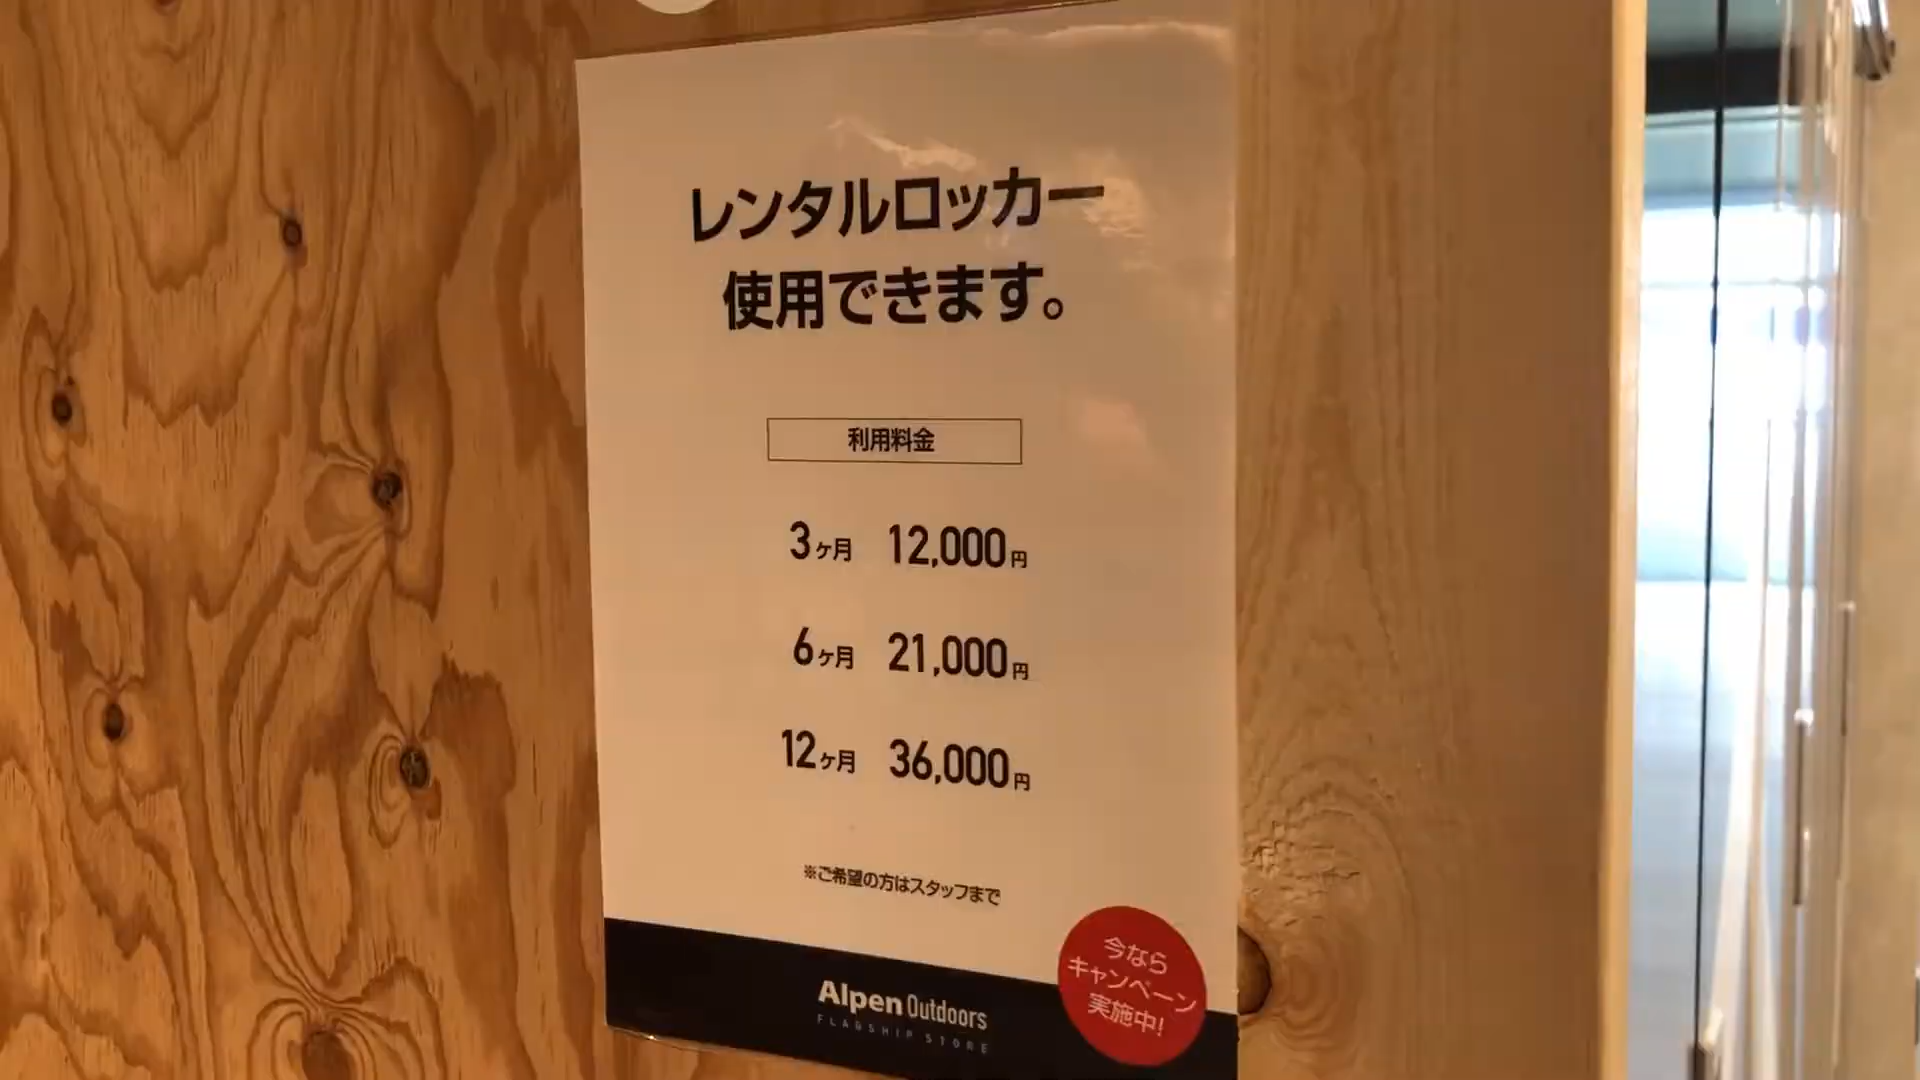 レンタルロッカー
使用できます。
利用料金
3ヶ月 12,000円
6ヶ月 21,000円
12ヶ月 36,000円
※ご希望の方はスタッフまで
今なら
キャンペーン
実施中!
Alpen Outdoors
FLAGSHIP STORE